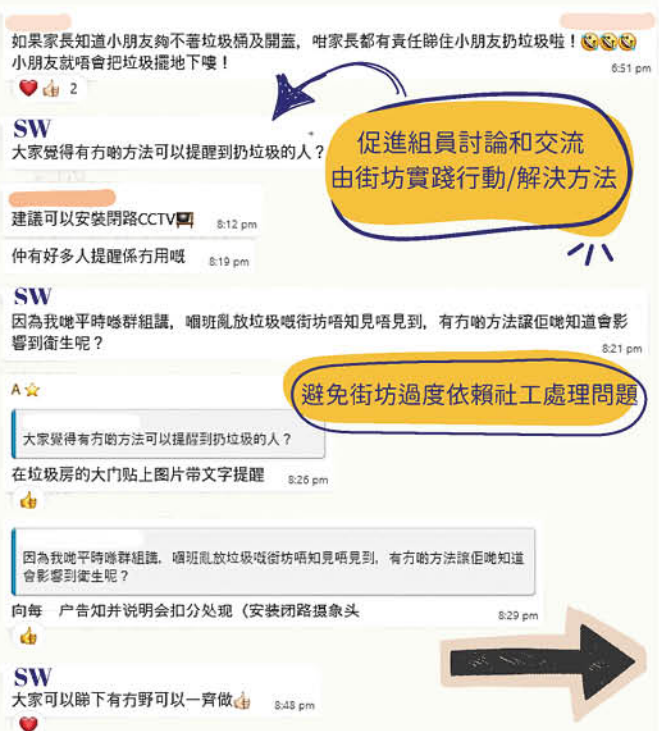 如果家長知道小朋友夠不著垃圾桶及開蓋，咁家長都有責任睇住小朋友扔垃圾啦！🤣🤣🤣
小朋友就唔會把垃圾擺地下嘍！
6:51 pm
❤️👍 2
SW
大家覺得有冇啲方法可以提醒到扔垃圾的人？
促進組員討論和交流
由街坊實踐行動/解決方法
建議可以安裝閉路CCTV📺
8:12 pm
仲有好多人提醒係冇用嘅
8:19 pm
SW
因為我哋平時喺群組講，嗰班亂放垃圾嘅街坊唔知見唔見到，有冇啲方法讓佢哋知道會影
響到衞生呢？
8:21 pm
避免街坊過度依賴社工處理問題
A⭐
大家覺得有冇啲方法可以提醒到扔垃圾的人？
在垃圾房的大门贴上图片带文字提醒
8:26 pm
👍
因為我哋平時喺群組講，嗰班亂放垃圾嘅街坊唔知見唔見到，有冇啲方法讓佢哋知道
會影響到衞生呢？
向每一户告知并说明会扣分处现（安装闭路摄象头
8:29 pm
👍
SW
大家可以睇下有冇野可以一齊做👍
8:48 pm
❤️